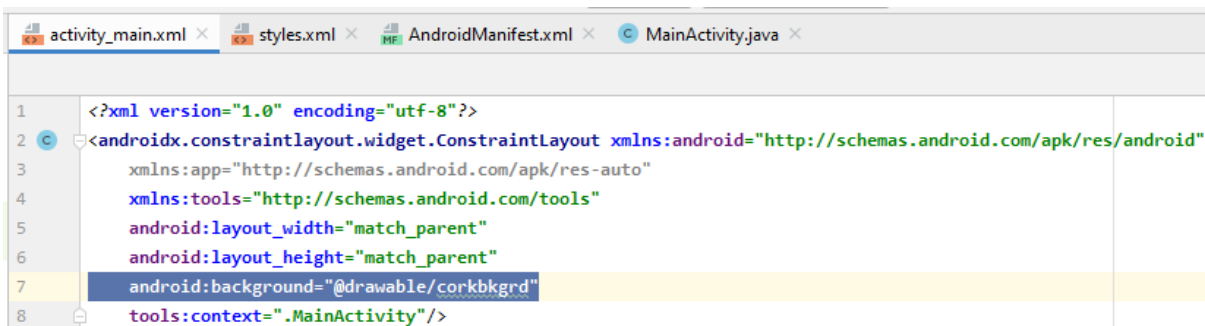 activity_main.xml × styles.xml × MF AndroidManifest.xml × C MainActivity.java ×
1 <?xml version="1.0" encoding="utf-8"?>
2 C <androidx.constraintlayout.widget.ConstraintLayout xmlns:android="http://schemas.android.com/apk/res/android"
3 xmlns:app="http://schemas.android.com/apk/res-auto"
4 xmlns:tools="http://schemas.android.com/tools"
5 android:layout_width="match_parent"
6 android:layout_height="match_parent"
7 android:background="@drawable/corkbkgrd"
8 tools:context=".MainActivity"/>